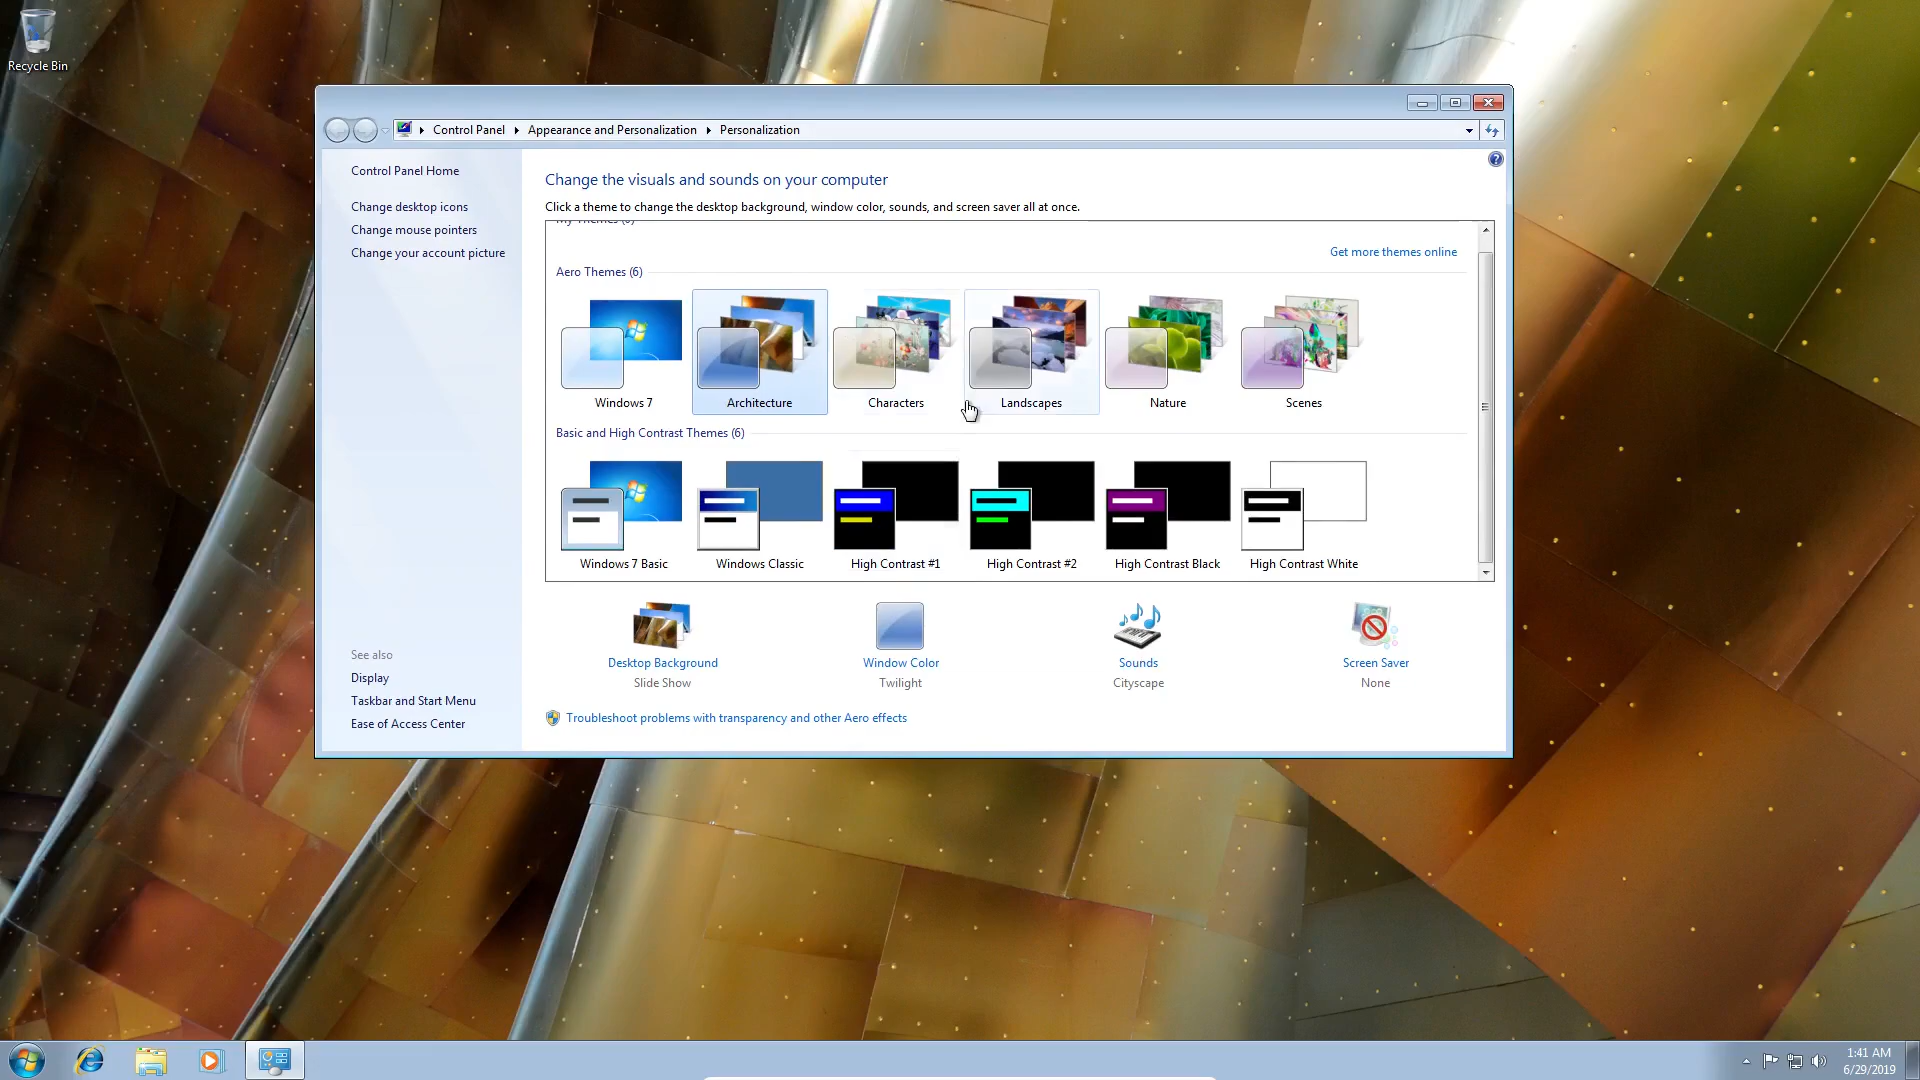 Recycle Bin
Control Panel
Appearance and Personalization
Personalization
Control Panel Home
Change desktop icons
Change mouse pointers
Change your account picture
See also
Display
Taskbar and Start Menu
Ease of Access Center
Change the visuals and sounds on your computer
Click a theme to change the desktop background, window color, sounds, and screen saver all at once.
My Themes (0)
Get more themes online
Aero Themes (6)
Windows 7
Architecture
Characters
Landscapes
Nature
Scenes
Basic and High Contrast Themes (6)
Windows 7 Basic
Windows Classic
High Contrast #1
High Contrast #2
High Contrast Black
High Contrast White
Desktop Background
Slide Show
Window Color
Twilight
Sounds
Cityscape
Screen Saver
None
Troubleshoot problems with transparency and other Aero effects
1:41 AM
6/29/2019